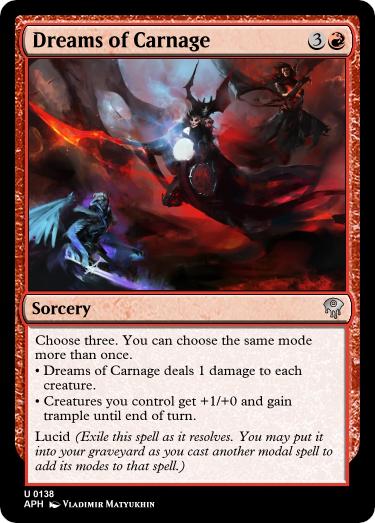 Dreams of Carnage 3
Sorcery
Choose three. You can choose the same mode
more than once.
• Dreams of Carnage deals 1 damage to each
creature.
• Creatures you control get +1/+0 and gain
trample until end of turn.
Lucid (Exile this spell as it resolves. You may put it
into your graveyard as you cast another modal spell to
add its modes to that spell.)
U 0138
APH Vladimir Matyukhin